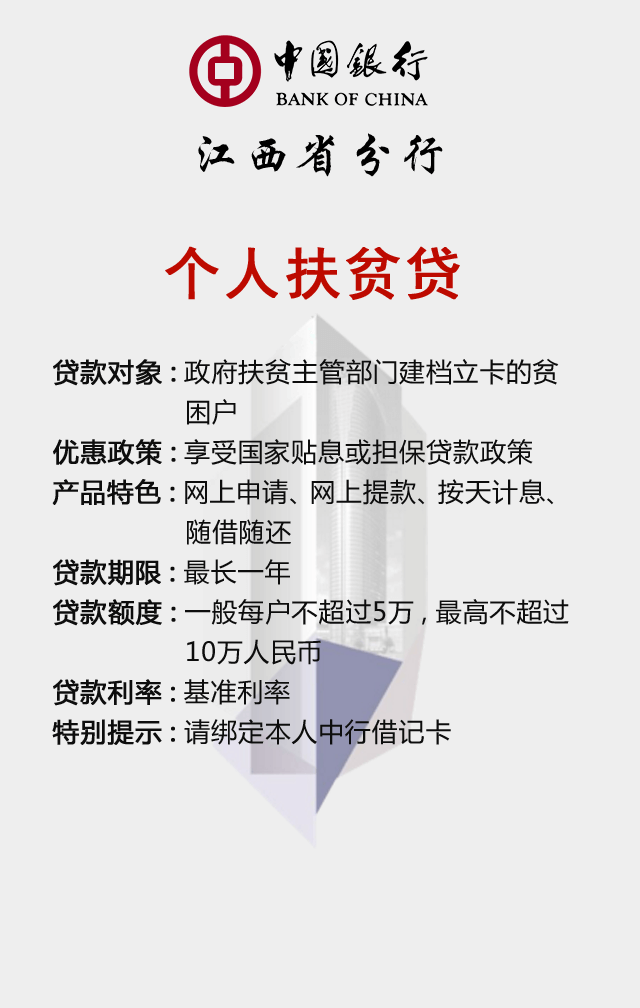 中国銀行
BANK OF CHINA
江西省分行
个人扶贫贷
贷款对象：政府扶贫主管部门建档立卡的贫
困户
优惠政策：享受国家贴息或担保贷款政策
产品特色：网上申请、网上提款、按天计息、
随借随还
贷款期限：最长一年
贷款额度：一般每户不超过5万，最高不超过
10万人民币
贷款利率：基准利率
特别提示：请绑定本人中行借记卡